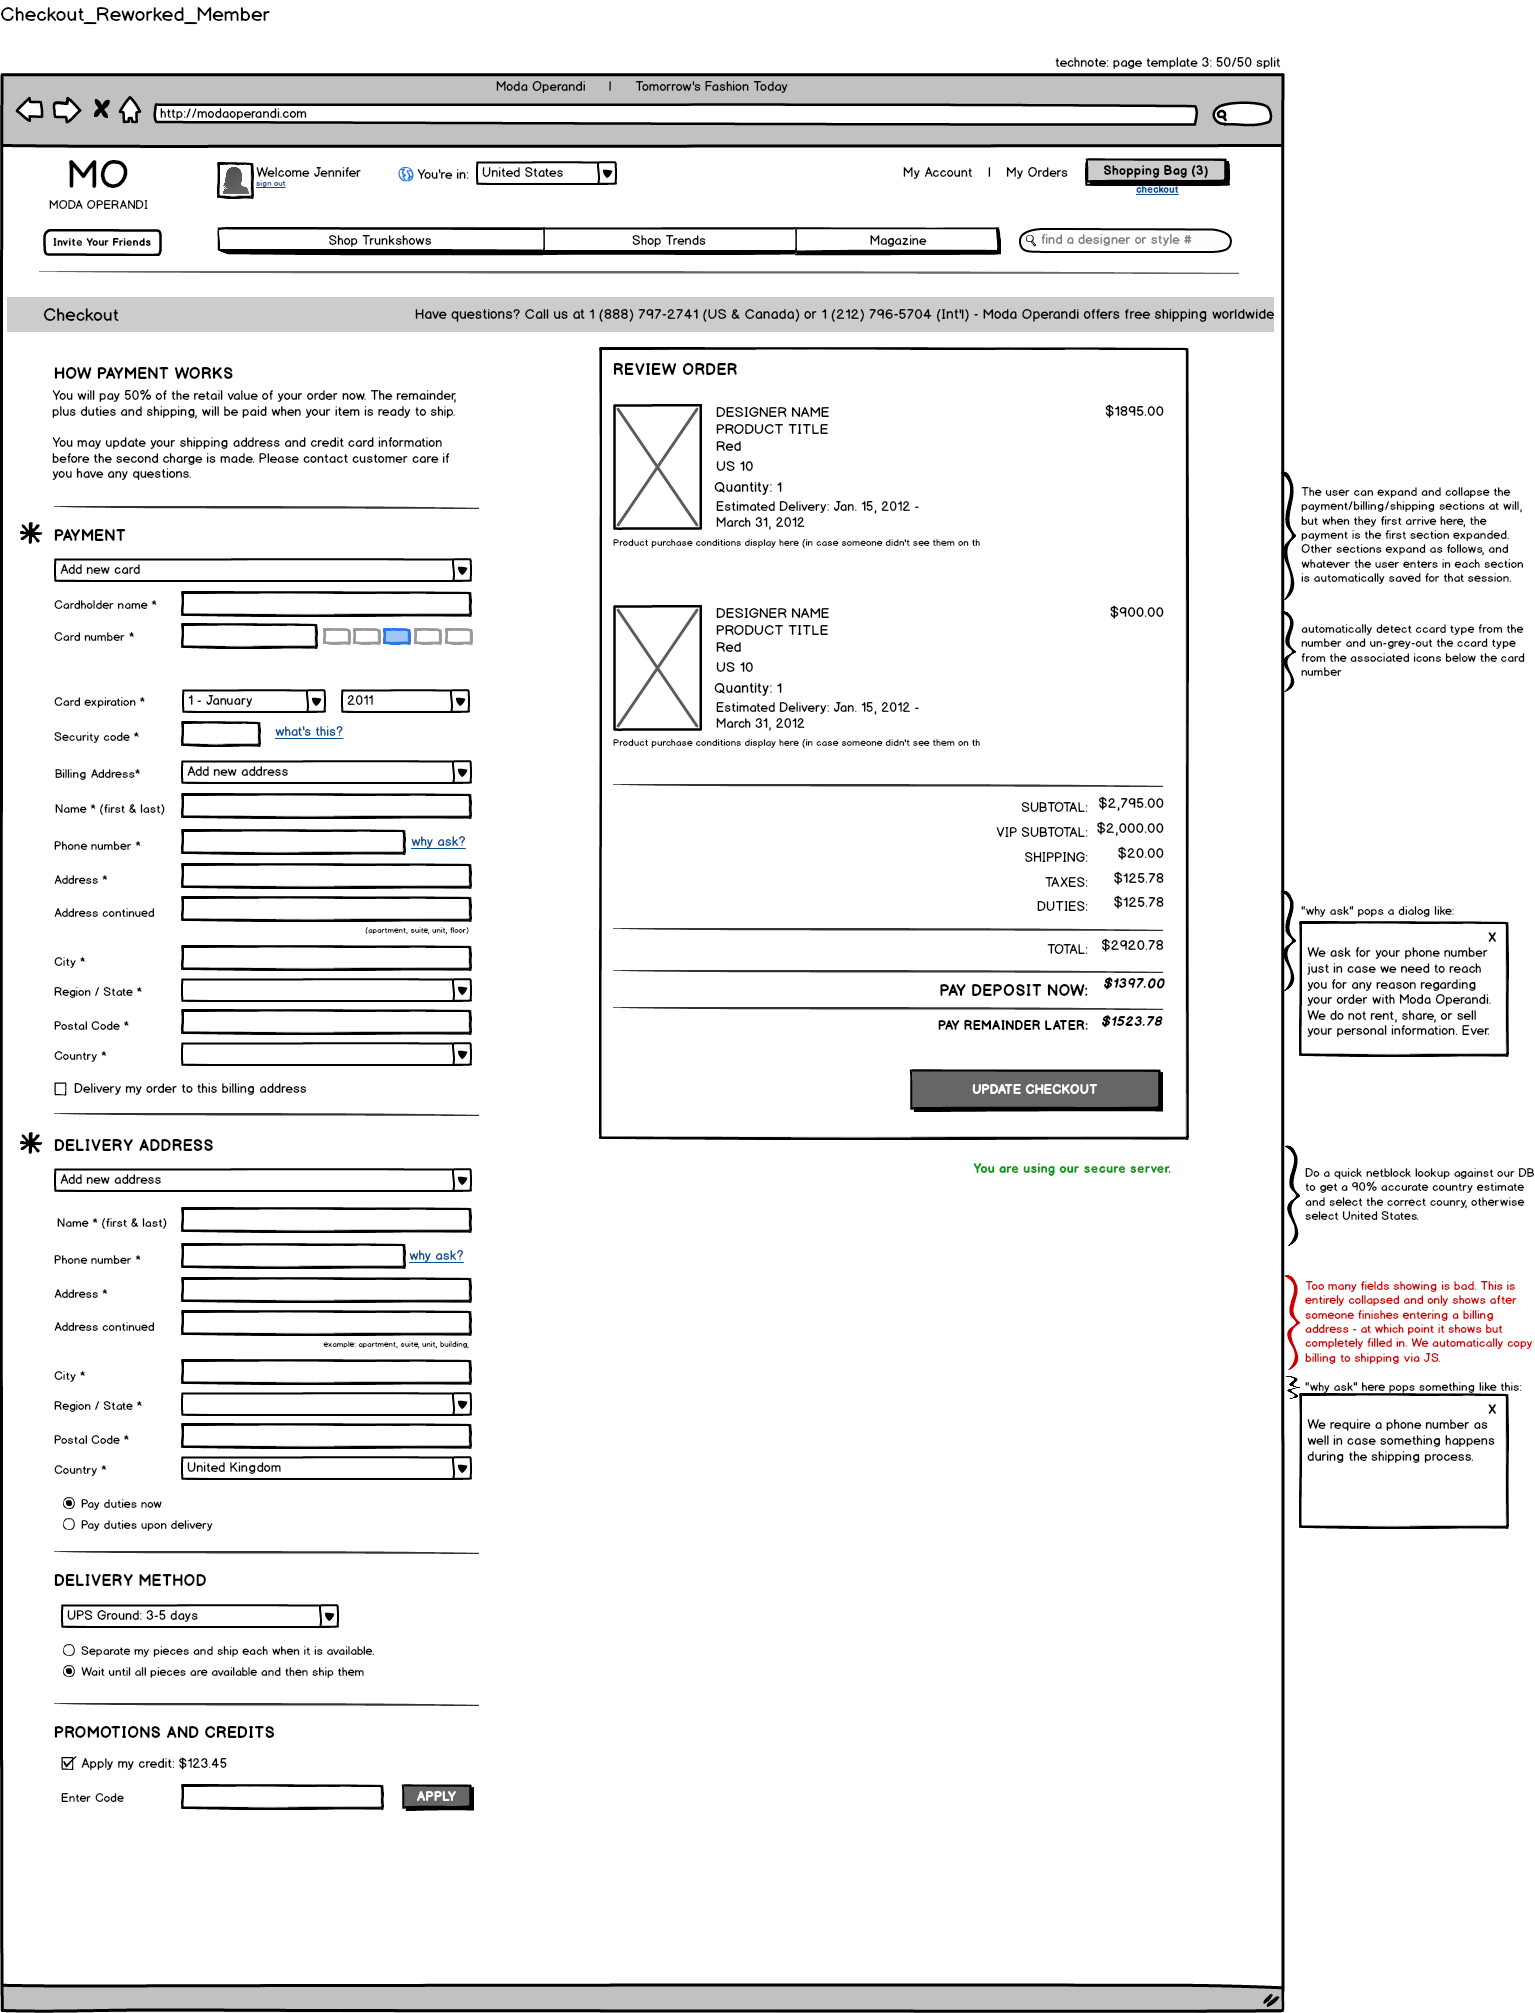 Checkout_Reworked_Member
technote: page template 3: 50/50 split
Moda Operandi | Tomorrow's Fashion Today
http://modaoperandi.com
MO
MODA OPERANDI
Welcome Jennifer
sign out
You're in:
United States
My Account | My Orders
Shopping Bag (3)
checkout
Invite Your Friends
Shop Trunkshows
Shop Trends
Magazine
find a designer or style #
Checkout
Have questions? Call us at 1 (888) 797-2741 (US & Canada) or 1 (212) 796-5704 (Int'l) - Moda Operandi offers free shipping worldwide
HOW PAYMENT WORKS
You will pay 50% of the retail value of your order now. The remainder,
plus duties and shipping, will be paid when your item is ready to ship.
You may update your shipping address and credit card information
before the second charge is made. Please contact customer care if
you have any questions.
PAYMENT
Add new card
Cardholder name *
Card number *
Card expiration *
1 - January
2011
Security code *
what's this?
Billing Address*
Add new address
Name * (first & last)
Phone number *
why ask?
Address *
Address continued
(apartment, suite, unit, floor)
City *
Region / State *
Postal Code *
Country *
Delivery my order to this billing address
DELIVERY ADDRESS
Add new address
Name * (first & last)
Phone number *
why ask?
Address *
Address continued
example: apartment, suite, unit, building,
City *
Region / State *
Postal Code *
Country *
United Kingdom
Pay duties now
Pay duties upon delivery
DELIVERY METHOD
UPS Ground: 3-5 days
Separate my pieces and ship each when it is available.
Wait until all pieces are available and then ship them
PROMOTIONS AND CREDITS
Apply my credit: $123.45
Enter Code
APPLY
REVIEW ORDER
DESIGNER NAME
$1895.00
PRODUCT TITLE
Red
US 10
Quantity: 1
Estimated Delivery: Jan. 15, 2012 -
March 31, 2012
Product purchase conditions display here (in case someone didn't see them on th
DESIGNER NAME
$900.00
PRODUCT TITLE
Red
US 10
Quantity: 1
Estimated Delivery: Jan. 15, 2012 -
March 31, 2012
Product purchase conditions display here (in case someone didn't see them on th
SUBTOTAL: $2,795.00
VIP SUBTOTAL: $2,000.00
SHIPPING: $20.00
TAXES: $125.78
DUTIES: $125.78
TOTAL: $2920.78
PAY DEPOSIT NOW: $1397.00
PAY REMAINDER LATER: $1523.78
UPDATE CHECKOUT
You are using our secure server.
The user can expand and collapse the
payment/billing/shipping sections at will,
but when they first arrive here, the
payment is the first section expanded.
Other sections expand as follows, and
whatever the user enters in each section
is automatically saved for that session.
automatically detect ccard type from the
number and un-grey-out the ccard type
from the associated icons below the card
number
"why ask" pops a dialog like:
X
We ask for your phone number
just in case we need to reach
you for any reason regarding
your order with Moda Operandi.
We do not rent, share, or sell
your personal information. Ever.
Do a quick netblock lookup against our DB
to get a 90% accurate country estimate
and select the correct counry, otherwise
select United States.
Too many fields showing is bad. This is
entirely collapsed and only shows after
someone finishes entering a billing
address - at which point it shows but
completely filled in. We automatically copy
billing to shipping via JS.
"why ask" here pops something like this:
X
We require a phone number as
well in case something happens
during the shipping process.